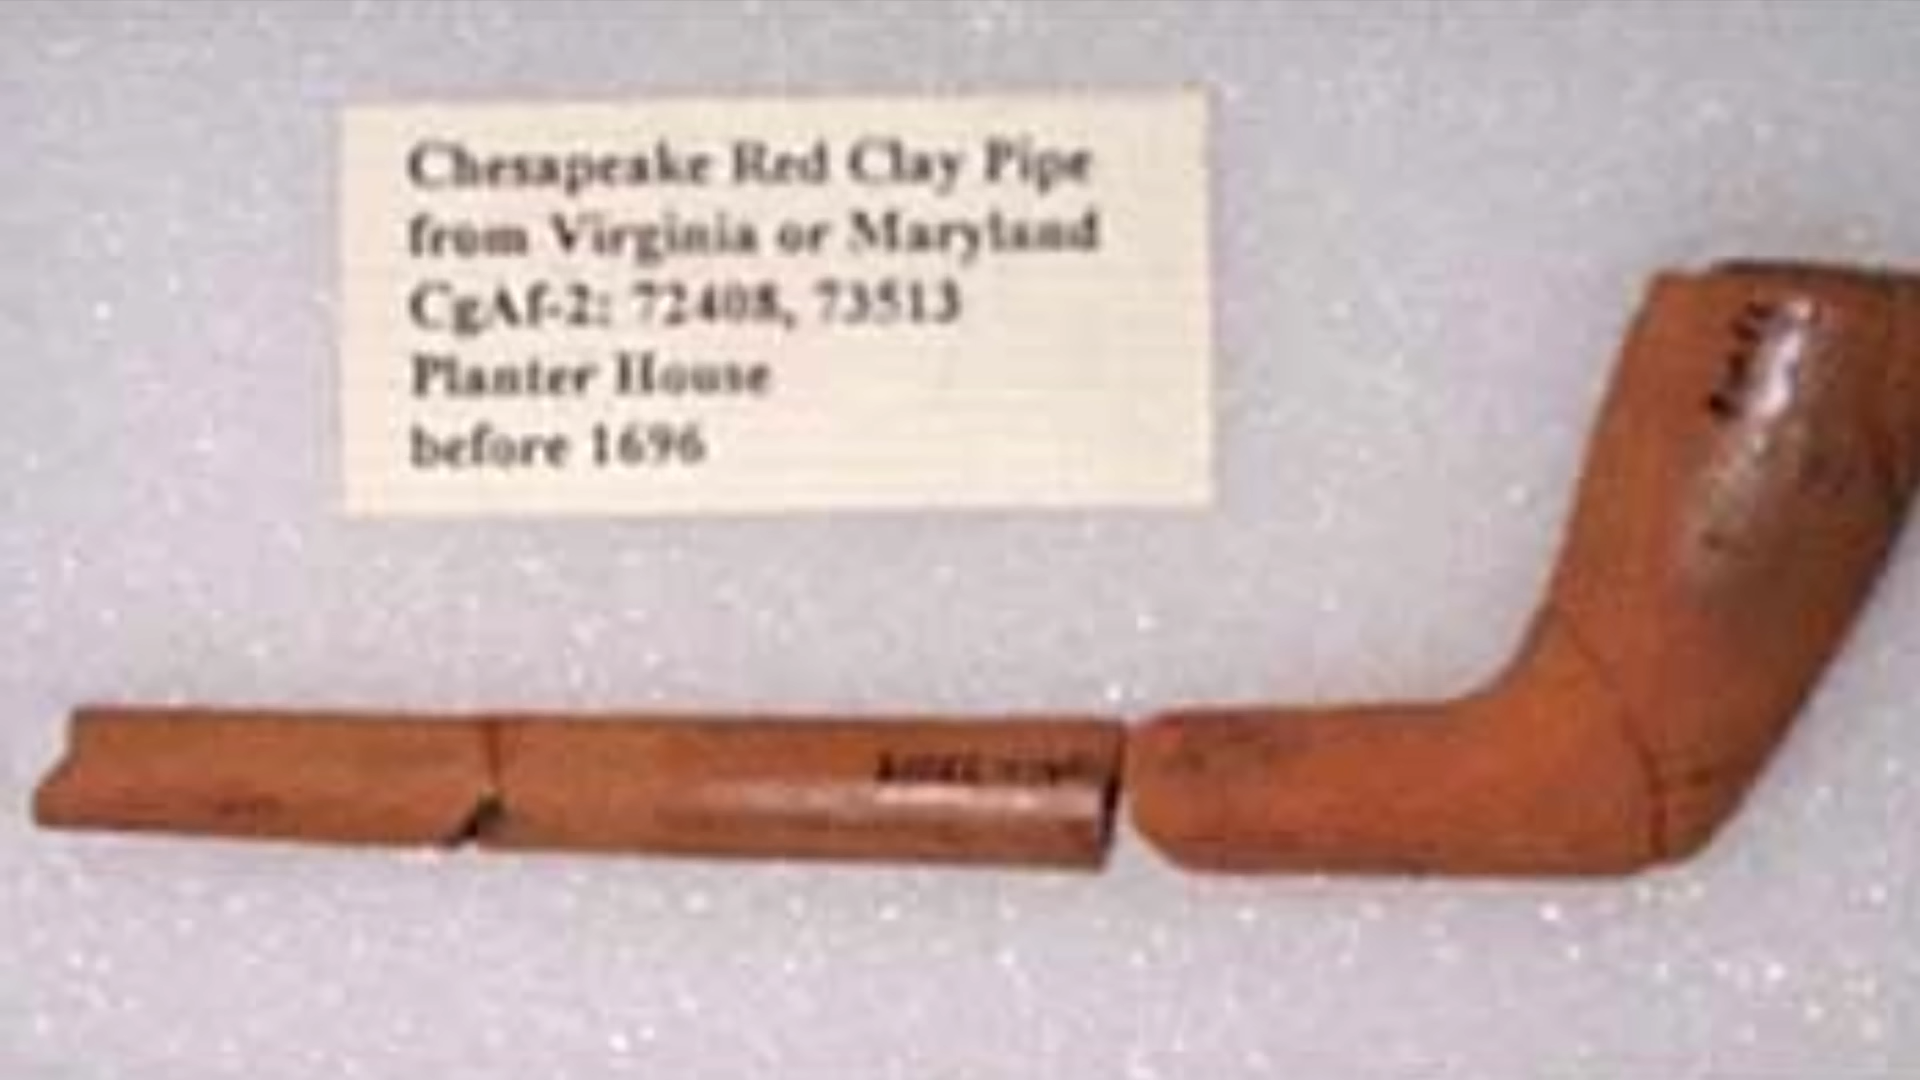 Chesapeake Red Clay Pipe
from Virginia or Maryland
CgAf-2: 72408, 73513
Planter House
before 1696